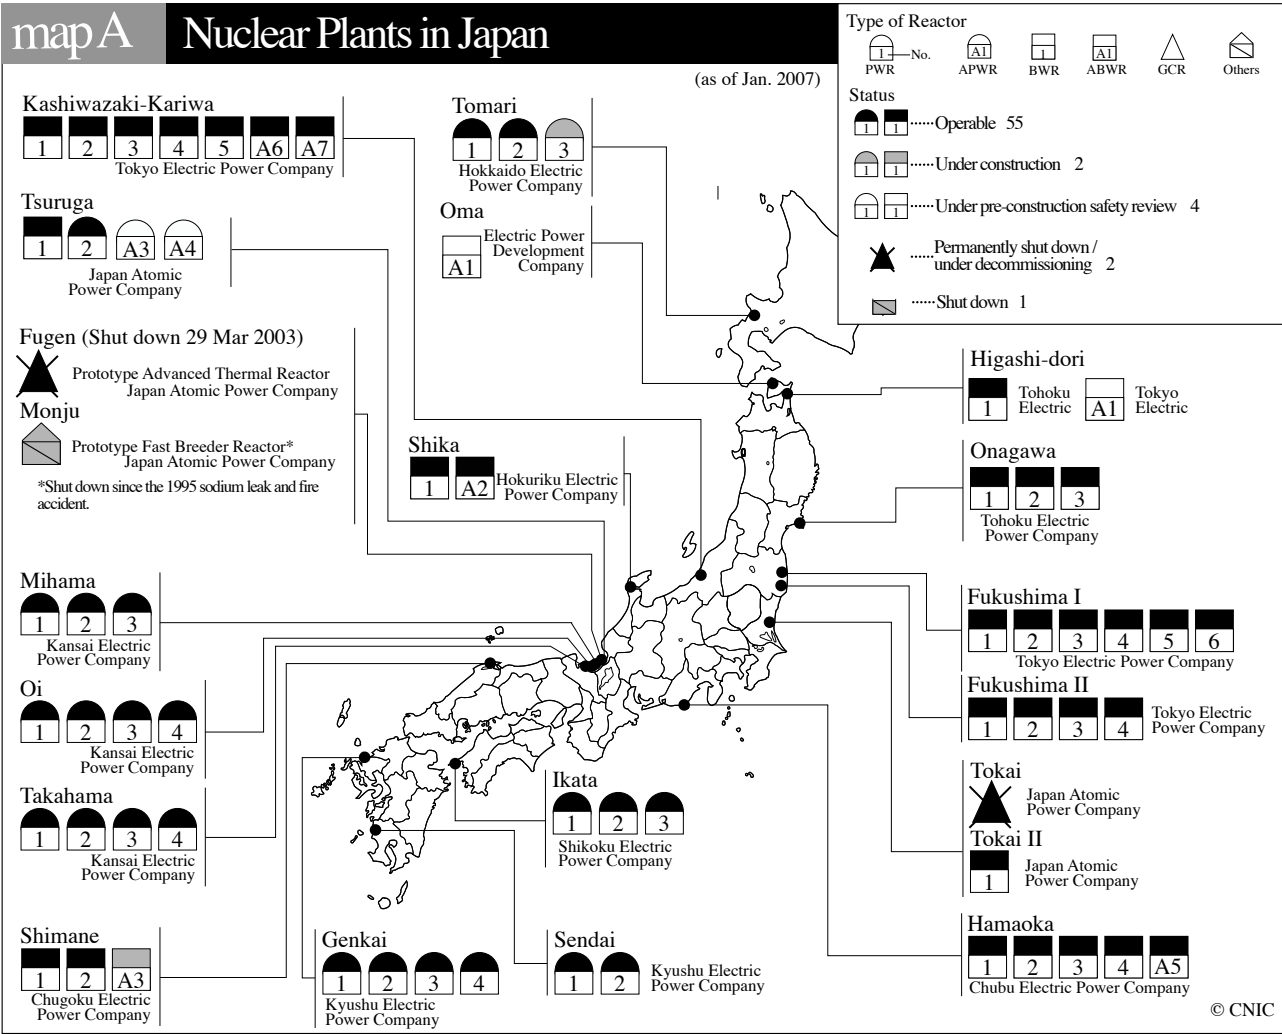 map A
Nuclear Plants in Japan
(as of Jan. 2007)
Type of Reactor
1 No. A1 1 A1
PWR APWR BWR ABWR GCR Others
Status
1 1 ······Operable 55
1 1 ······Under construction 2
1 1 ······Under pre-construction safety review 4
······Permanently shut down /
under decommissioning 2
······Shut down 1
Kashiwazaki-Kariwa
1 2 3 4 5 A6 A7
Tokyo Electric Power Company
Tsuruga
1 2 A3 A4
Japan Atomic
Power Company
Fugen (Shut down 29 Mar 2003)
Prototype Advanced Thermal Reactor
Japan Atomic Power Company
Monju
Prototype Fast Breeder Reactor*
Japan Atomic Power Company
*Shut down since the 1995 sodium leak and fire
accident.
Mihama
1 2 3
Kansai Electric
Power Company
Oi
1 2 3 4
Kansai Electric
Power Company
Takahama
1 2 3 4
Kansai Electric
Power Company
Shimane
1 2 A3
Chugoku Electric
Power Company
Tomari
1 2 3
Hokkaido Electric
Power Company
Oma
A1
Electric Power
Development
Company
Shika
1 A2
Hokuriku Electric
Power Company
Ikata
1 2 3
Shikoku Electric
Power Company
Genkai
1 2 3 4
Kyushu Electric
Power Company
Sendai
1 2
Kyushu Electric
Power Company
Higashi-dori
1
Tohoku
Electric
A1
Tokyo
Electric
Onagawa
1 2 3
Tohoku Electric
Power Company
Fukushima I
1 2 3 4 5 6
Tokyo Electric Power Company
Fukushima II
1 2 3 4
Tokyo Electric
Power Company
Tokai
Japan Atomic
Power Company
Tokai II
1
Japan Atomic
Power Company
Hamaoka
1 2 3 4 A5
Chubu Electric Power Company
© CNIC